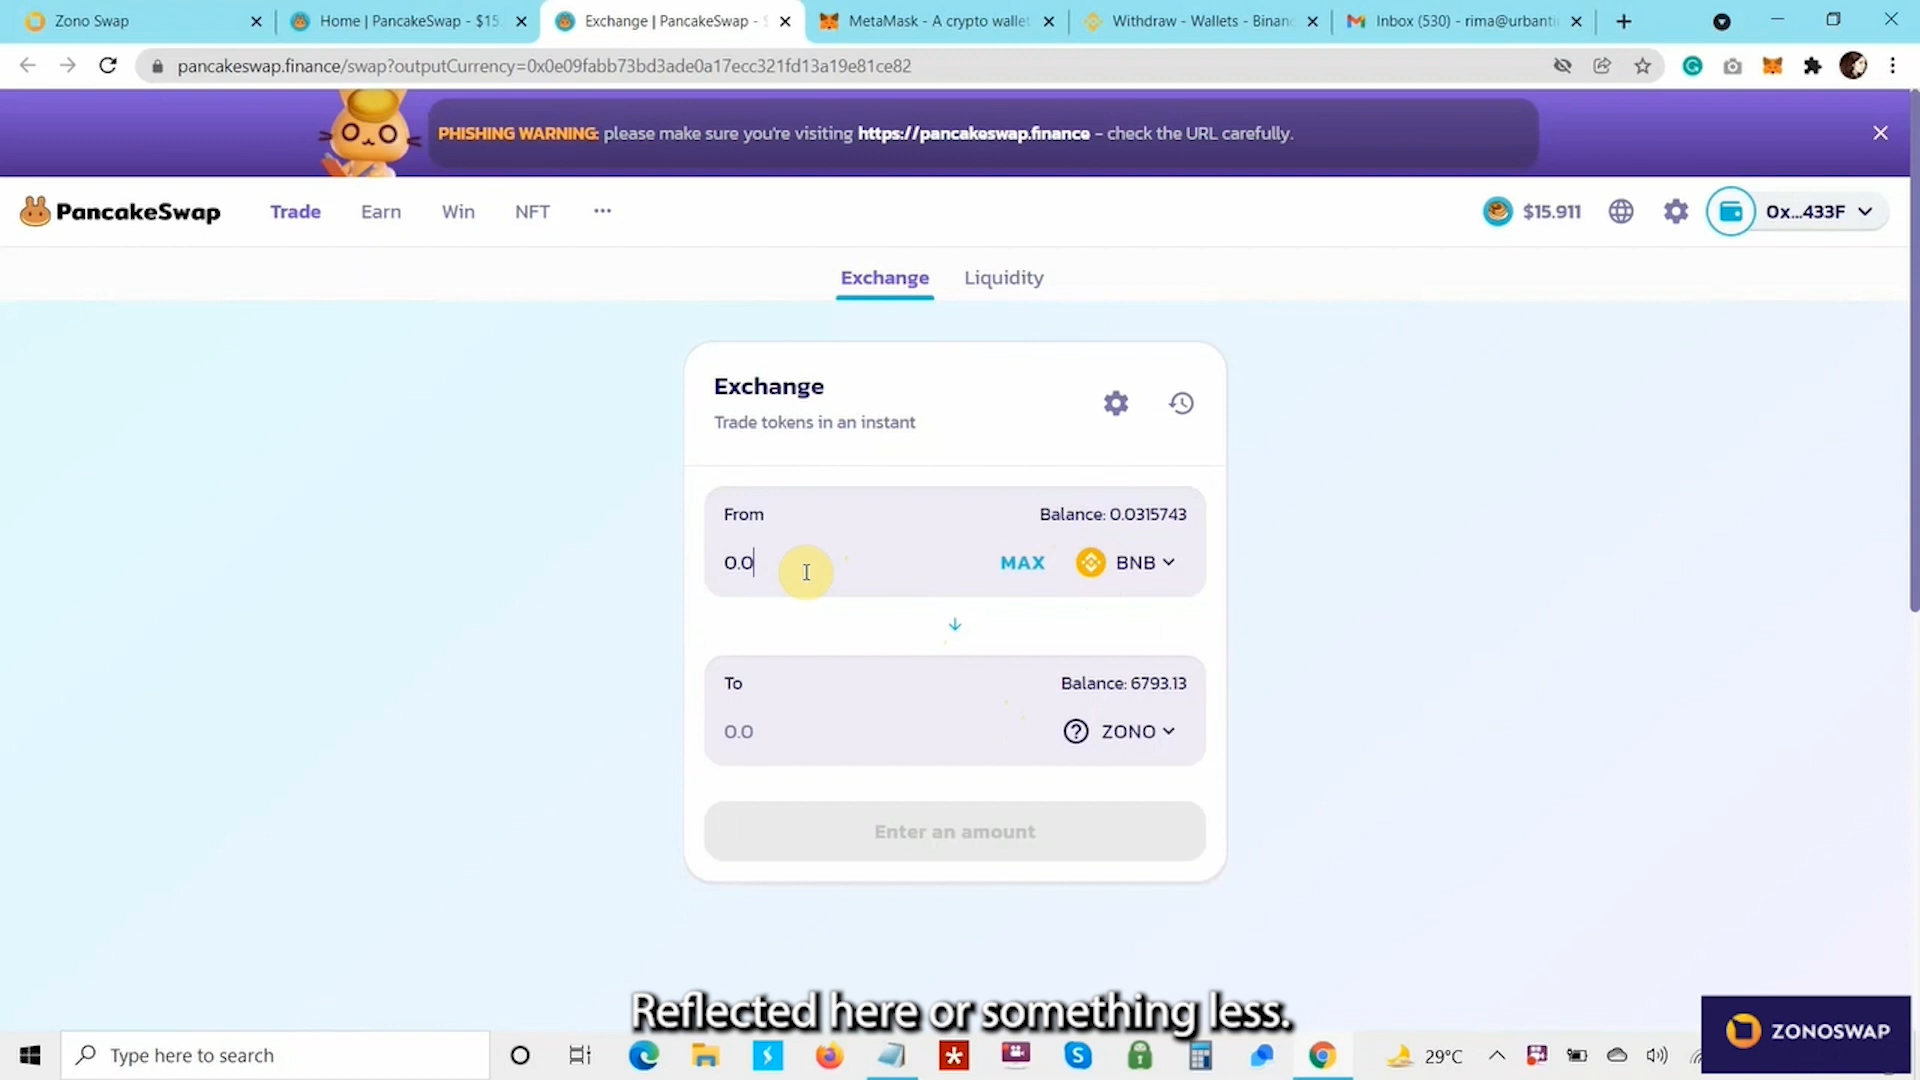 Zono Swap
Home | PancakeSwap - $15.
Exchange | PancakeSwap - $
MetaMask - A crypto wallet
Withdraw - Wallets - Binanc
Inbox (530) - rima@urbanti
pancakeswap.finance/swap?outputCurrency=0x0e09fabb73bd3ade0a17ecc321fd13a19e81ce82
PHISHING WARNING: please make sure you're visiting https://pancakeswap.finance - check the URL carefully.
PancakeSwap
Trade
Earn
Win
NFT
$15.911
0x...433F
Exchange
Liquidity
Exchange
Trade tokens in an instant
From
Balance: 0.0315743
0.0
MAX
BNB
To
Balance: 6793.13
0.0
ZONO
Enter an amount
Reflected here or something less.
ZONOSWAP
Type here to search
29°C